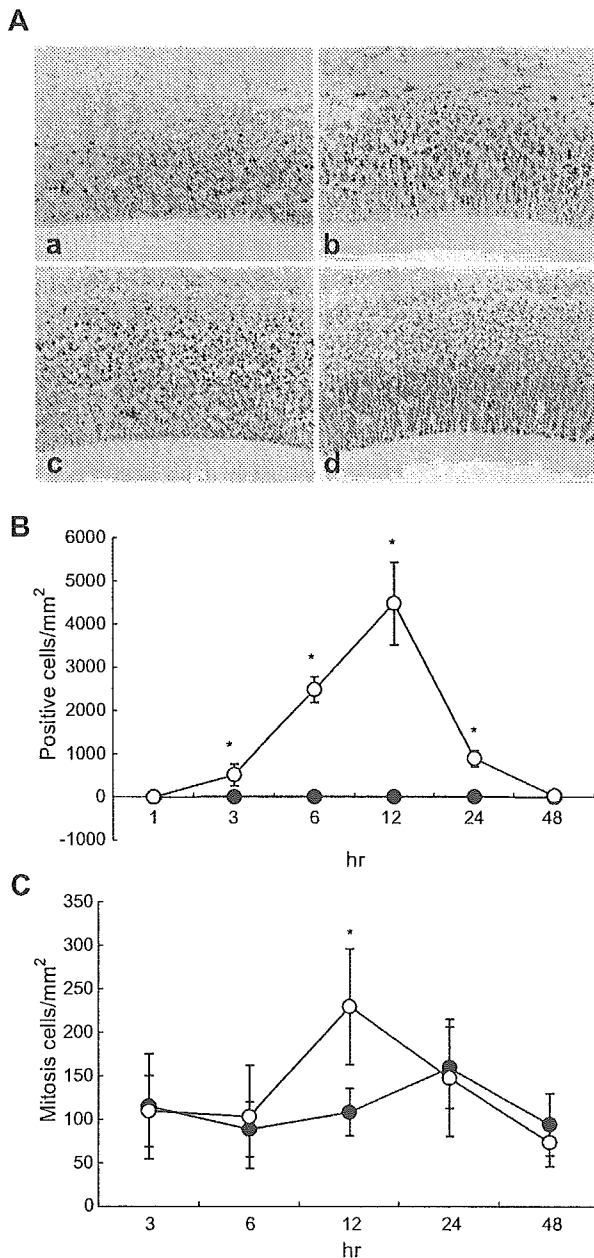 A
a
b
c
d
B
6000
5000
4000
3000
2000
1000
0
-1000
Positive cells/mm²
*
*
*
*
1 3 6 12 24 48
hr
C
350
300
250
200
150
100
50
0
Mitosis cells/mm²
*
3 6 12 24 48
hr